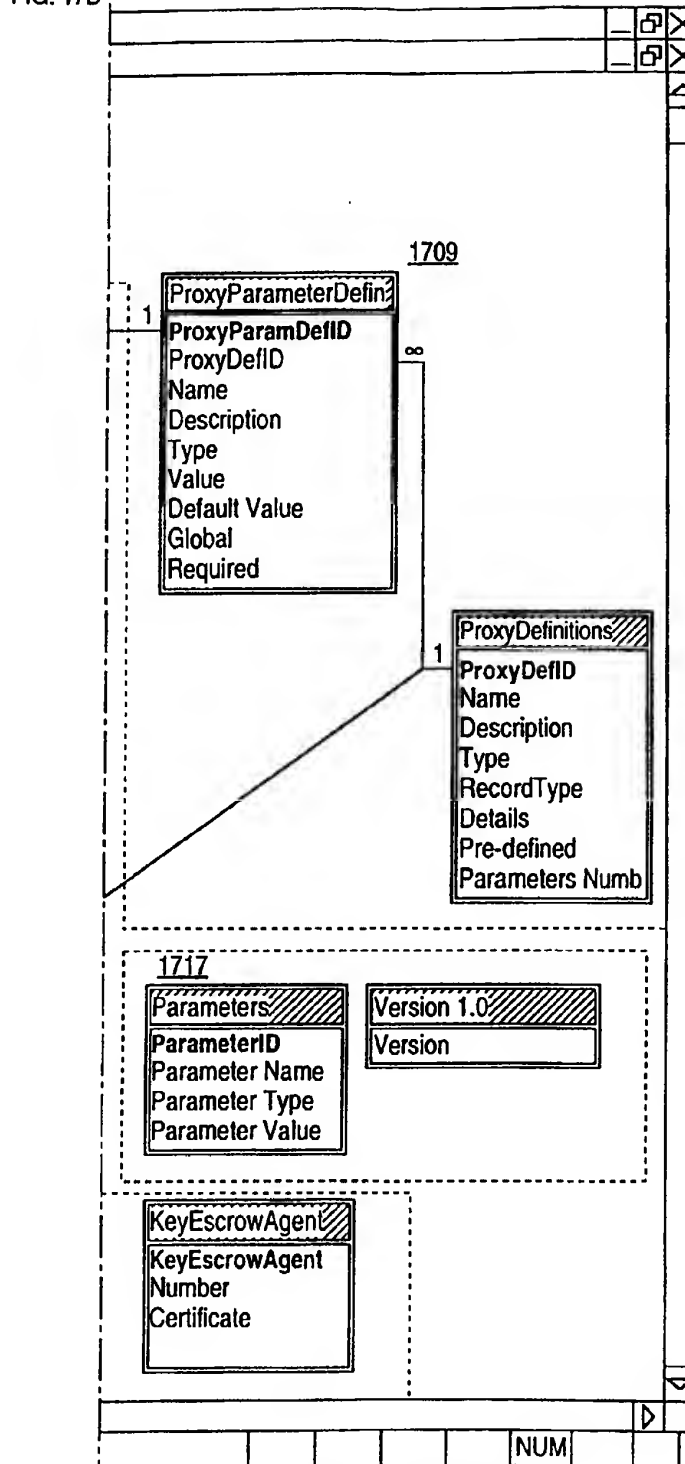 1709
ProxyParameterDefin
1
ProxyParamDefID
∞
ProxyDefID
Name
Description
Type
Value
Default Value
Global
Required
ProxyDefinitions
1
ProxyDefID
Name
Description
Type
RecordType
Details
Pre-defined
Parameters Numb
1717
Parameters
ParameterID
Parameter Name
Parameter Type
Parameter Value
Version 1.0
Version
KeyEscrowAgent
KeyEscrowAgent
Number
Certificate
NUM